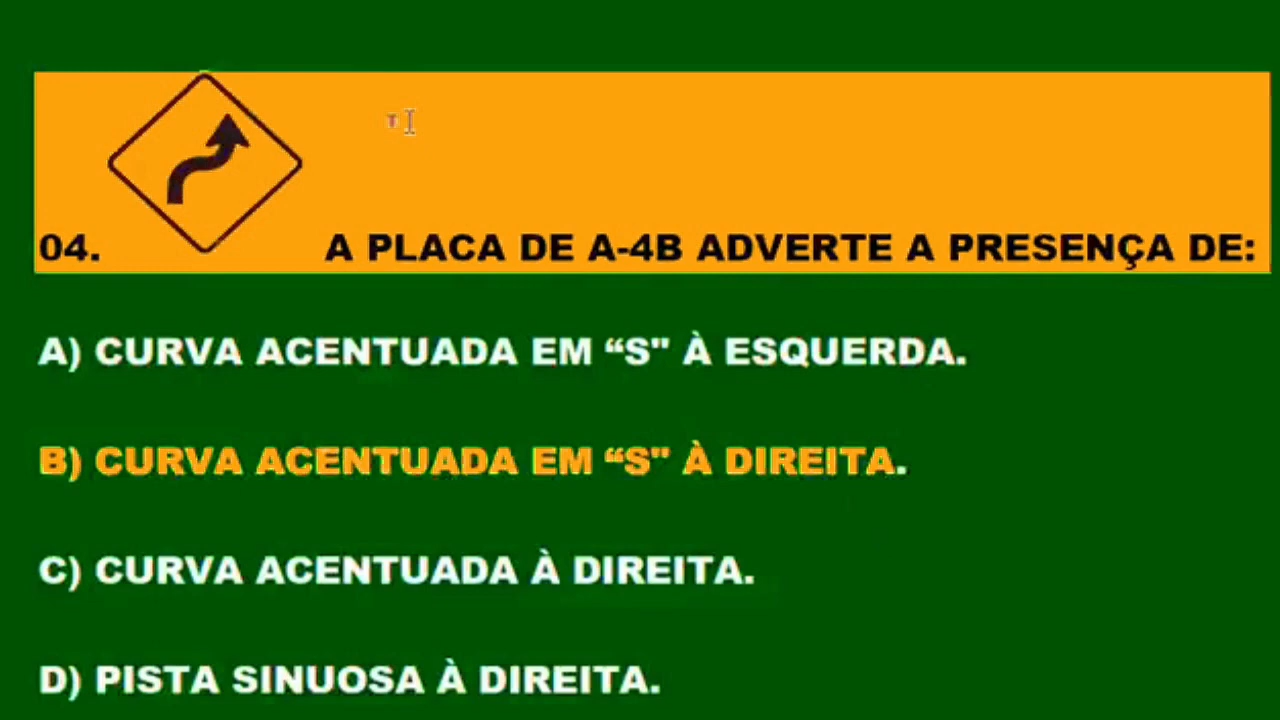 04. A PLACA DE A-4B ADVERTE A PRESENÇA DE:
A) CURVA ACENTUADA EM “S" À ESQUERDA.
B) CURVA ACENTUADA EM “S" À DIREITA.
C) CURVA ACENTUADA À DIREITA.
D) PISTA SINUOSA À DIREITA.